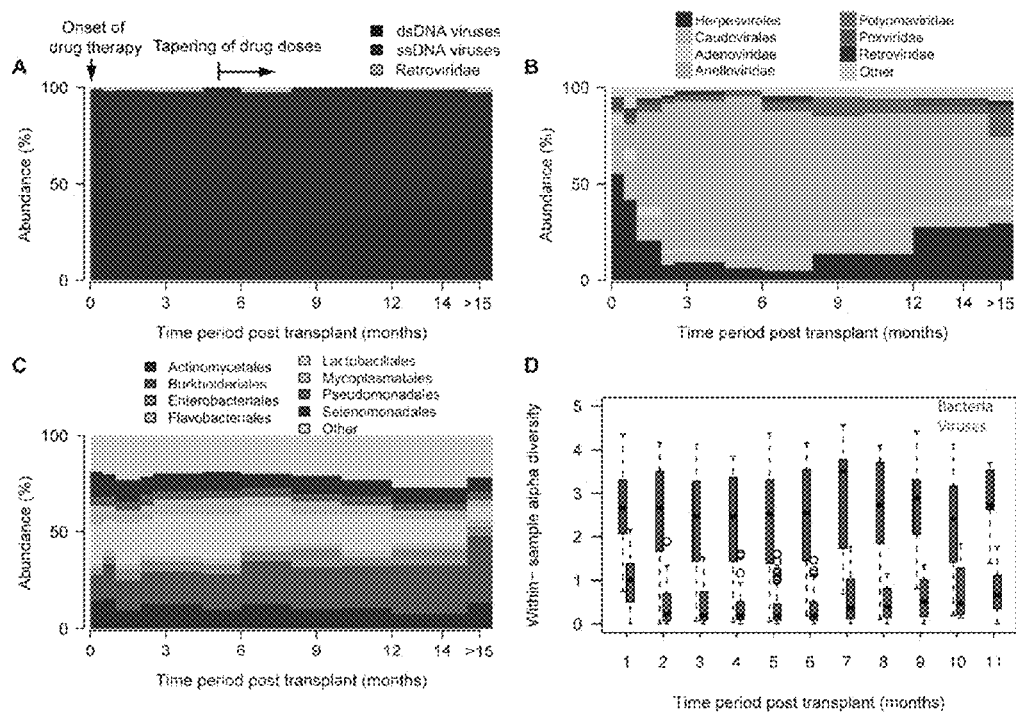 Onset of
drug therapy
Tapering of drug doses
dsDNA viruses
ssDNA viruses
Retroviridae
A
100
50
0
Abundance (%)
0 3 6 9 12 14 >15
Time period post transplant (months)
Herpesvirales
Caudovirales
Adenoviridae
Anelloviridae
Polyomaviridae
Poxviridae
Retroviridae
Other
B
100
50
0
Abundance (%)
0 3 6 9 12 14 >15
Time period post transplant (months)
C
Actinomycetales
Burkholderiales
Enterobacteriales
Flavobacteriales
Lactobacillales
Mycoplasmatales
Pseudomonadales
Selenomonadales
Other
100
50
0
Abundance (%)
0 3 6 9 12 14 >15
Time period post transplant (months)
D
Bacteria
Viruses
5
4
3
2
1
0
Within-sample alpha diversity
1 2 3 4 5 6 7 8 9 10 11
Time period post transplant (months)